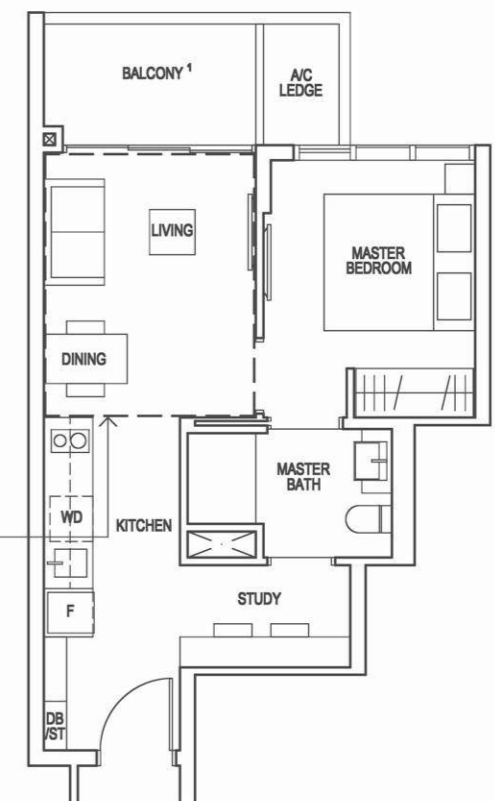 BALCONY ¹
A/C
LEDGE
LIVING
MASTER
BEDROOM
DINING
MASTER
BATH
WD
KITCHEN
STUDY
F
DB
/ST